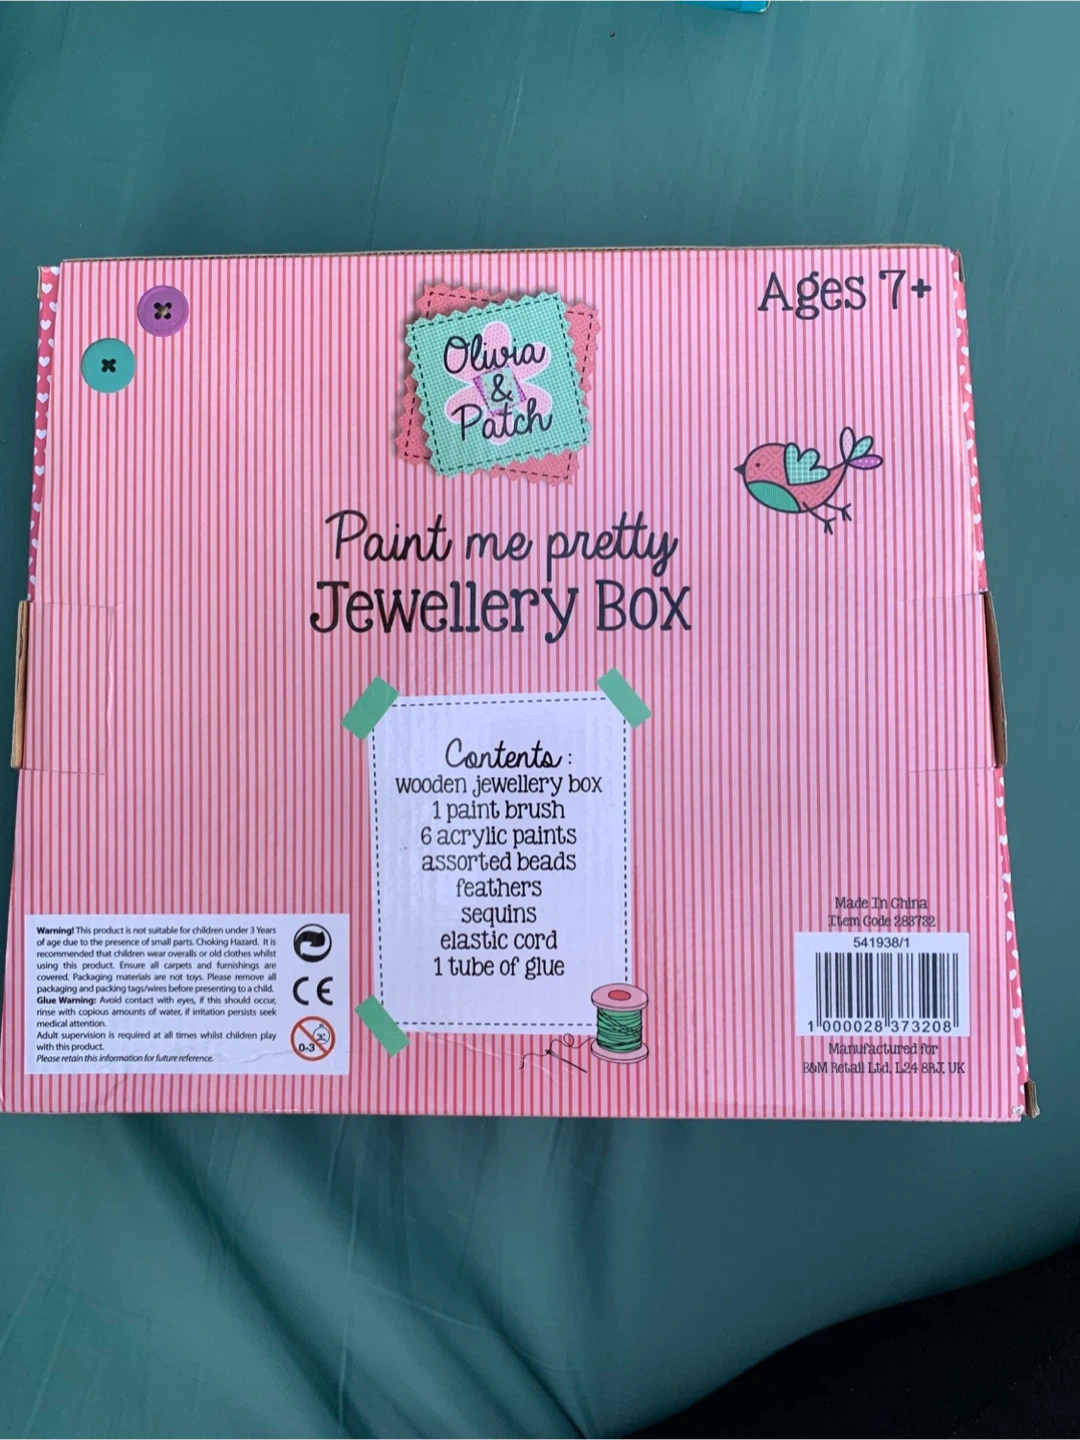 Ages 7+
Olivia
&
Patch
Paint me pretty
Jewellery Box
Contents :
wooden jewellery box
1 paint brush
6 acrylic paints
assorted beads
feathers
sequins
elastic cord
1 tube of glue
Warning! This product is not suitable for children under 3 Years
of age due to the presence of small parts. Choking Hazard. It is
recommended that children wear overalls or old clothes whilst
using this product. Ensure all carpets and furnishings are
covered. Packaging materials are not toys. Please remove all
packaging and packing tags/wires before presenting to a child.
Glue Warning: Avoid contact with eyes, if this should occur,
rinse with copious amounts of water, if irritation persists seek
medical attention.
Adult supervision is required at all times whilst children play
with this product.
Please retain this information for future reference.
CE
0-3
Made In China
Item Code 283732
541938/1
1 000028 373208
Manufactured for
B&M Retail Ltd. L24 8RJ. UK